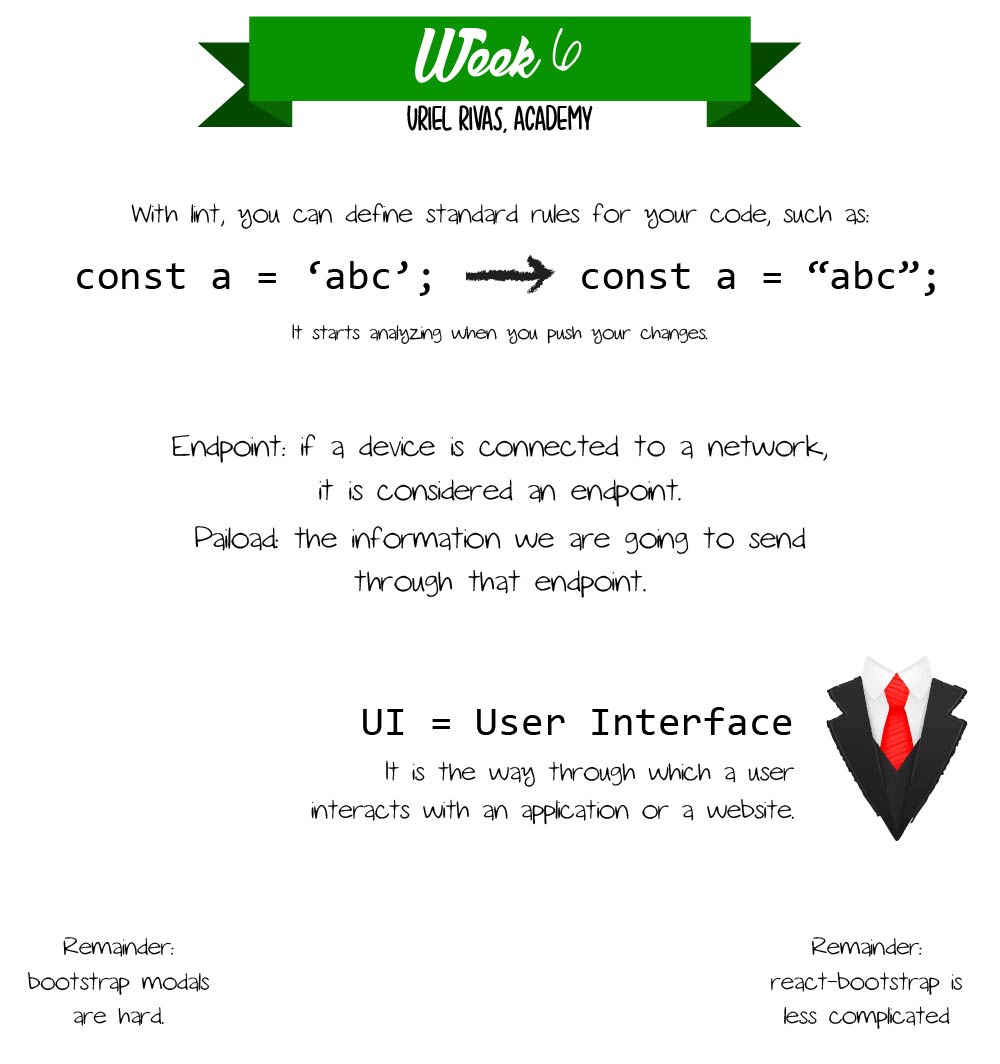 Week 6
URIEL RIVAS, ACADEMY
With lint, you can define standard rules for your code, such as:
const a = ‘abc’; const a = “abc”;
It starts analyzing when you push your changes.
Endpoint: if a device is connected to a network,
it is considered an endpoint.
Paiload: the information we are going to send
through that endpoint.
UI = User Interface
It is the way through which a user
interacts with an application or a website.
Remainder:
bootstrap modals
are hard.
Remainder:
react-bootstrap is
less complicated